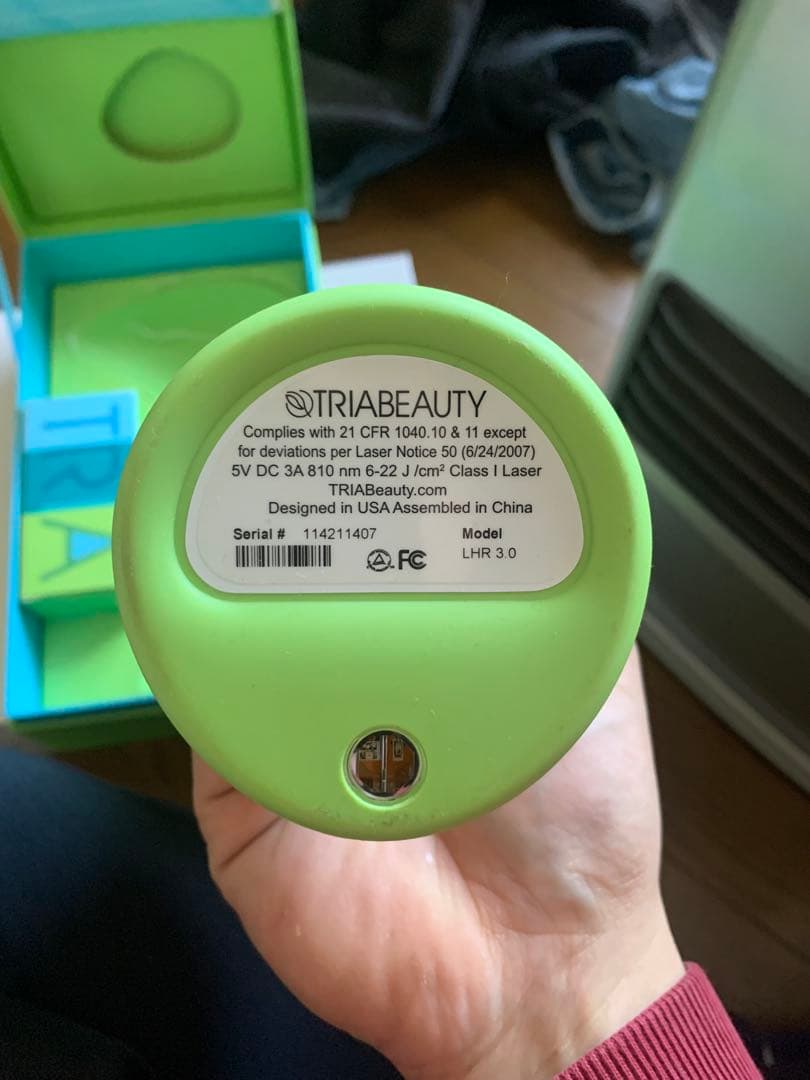 TRIABEAUTY
Complies with 21 CFR 1040.10 & 11 except
for deviations per Laser Notice 50 (6/24/2007)
5V DC 3A 810 nm 6-22 J /cm² Class I Laser
TRIABeauty.com
Designed in USA Assembled in China
Serial # 114211407
Model
LHR 3.0
FC
TR
A